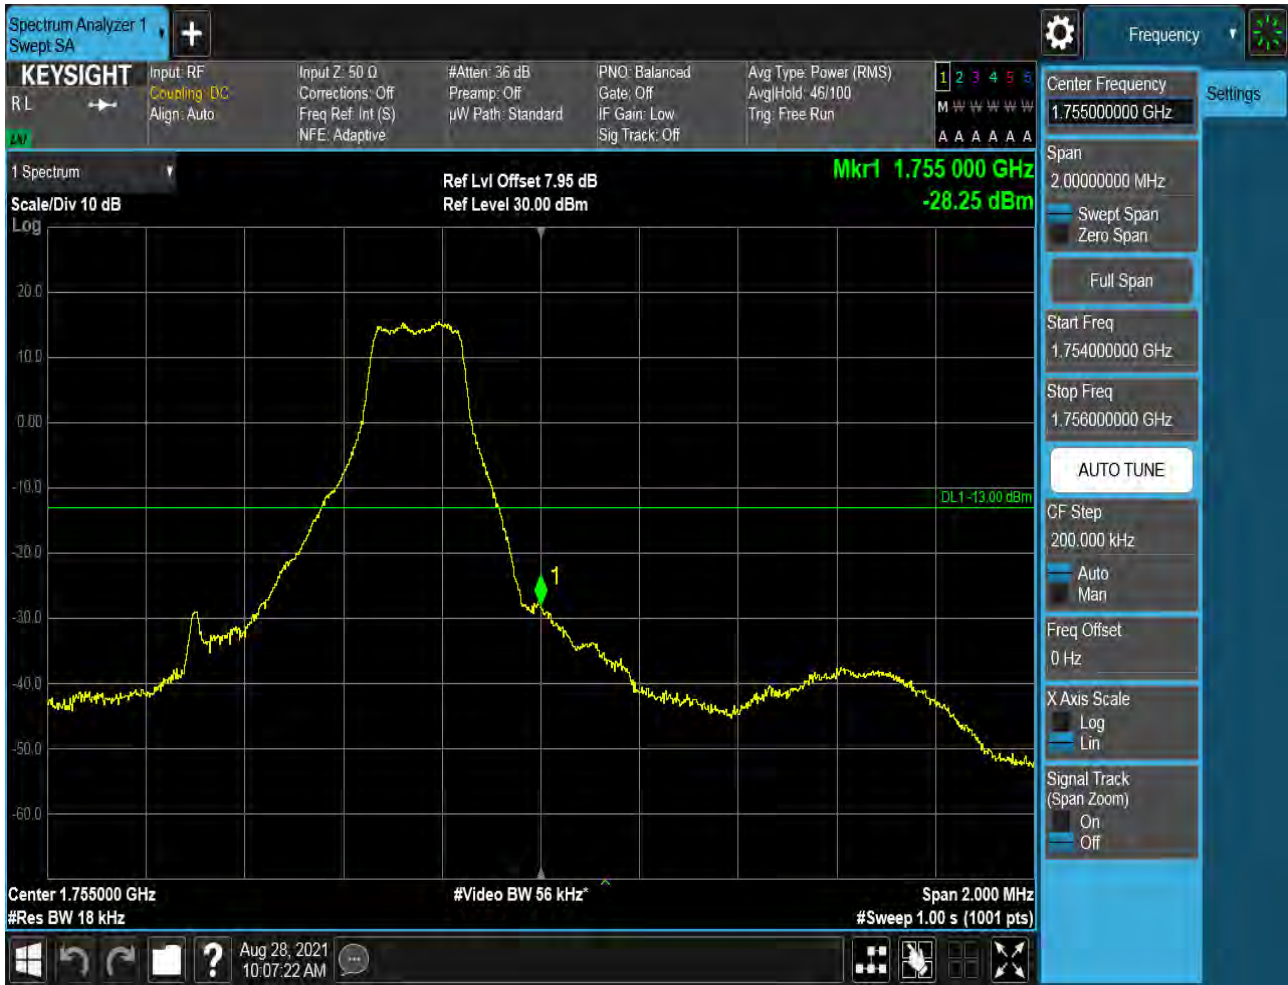 Spectrum Analyzer 1
Swept SA
Frequency
KEYSIGHT
R L
LNI
Input: RF
Coupling: DC
Align: Auto
Input Z: 50 Ω
Corrections: Off
Freq Ref: Int (S)
NFE: Adaptive
#Atten: 36 dB
Preamp: Off
µW Path: Standard
PNO: Balanced
Gate: Off
IF Gain: Low
Sig Track: Off
Avg Type: Power (RMS)
Avg|Hold: 46/100
Trig: Free Run
1 2 3 4 5 6
M W W W W W
A A A A A A
1 Spectrum
Scale/Div 10 dB
Log
Ref Lvl Offset 7.95 dB
Ref Level 30.00 dBm
Mkr1 1.755 000 GHz
-28.25 dBm
20.0
10.0
0.00
-10.0
-20.0
-30.0
-40.0
-50.0
-60.0
DL1 -13.00 dBm
1
Center 1.755000 GHz
#Res BW 18 kHz
#Video BW 56 kHz*
Span 2.000 MHz
#Sweep 1.00 s (1001 pts)
Aug 28, 2021
10:07:22 AM
?
Center Frequency
1.755000000 GHz
Settings
Span
2.00000000 MHz
Swept Span
Zero Span
Full Span
Start Freq
1.754000000 GHz
Stop Freq
1.756000000 GHz
AUTO TUNE
CF Step
200.000 kHz
Auto
Man
Freq Offset
0 Hz
X Axis Scale
Log
Lin
Signal Track
(Span Zoom)
On
Off